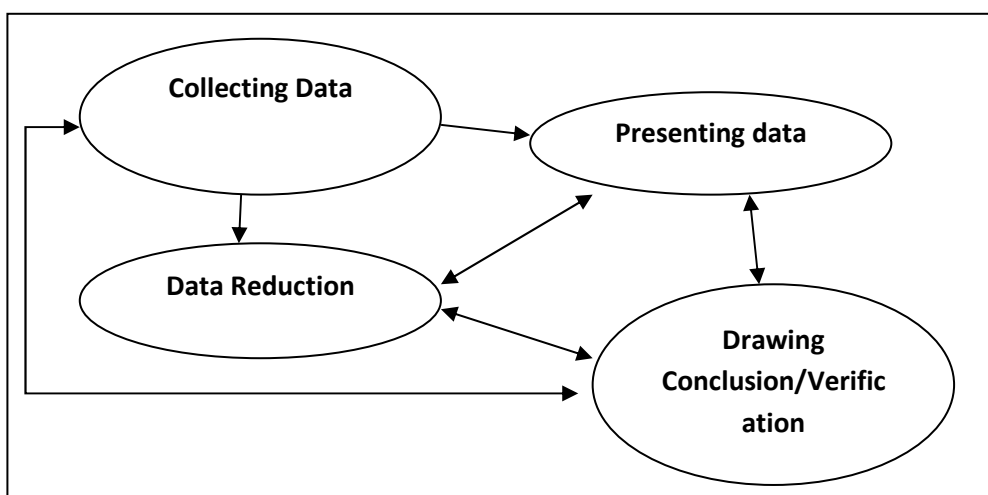 Collecting Data
Presenting data
Data Reduction
Drawing
Conclusion/Verific
ation